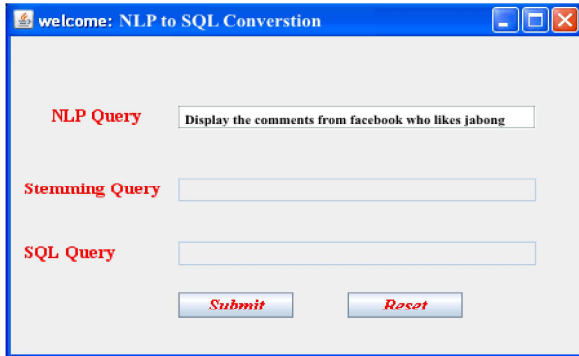 welcome: NLP to SQL Converstion
NLP Query
Display the comments from facebook who likes jabong
Stemming Query
SQL Query
Submit
Reset